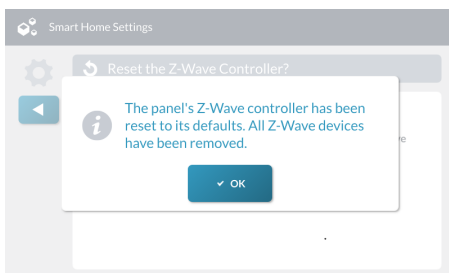 Smart Home Settings
Reset the Z-Wave Controller?
The panel's Z-Wave controller has been
reset to its defaults. All Z-Wave devices
have been removed.
OK